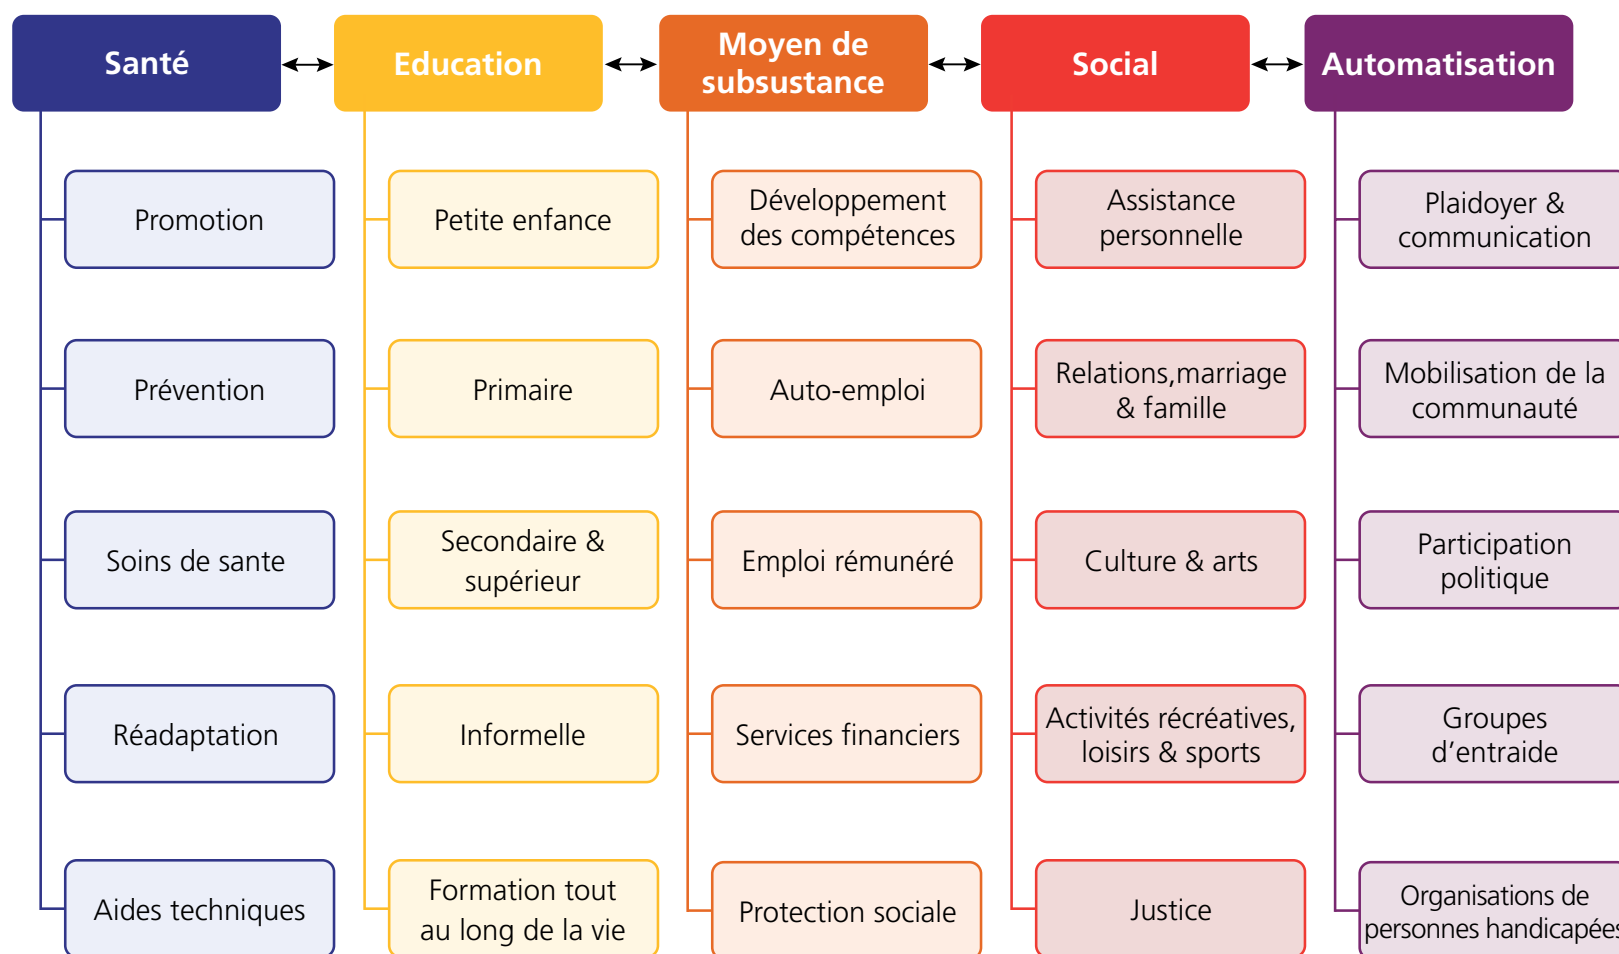 Santé
Education
Moyen de
subsustance
Social
Automatisation
Promotion
Prévention
Soins de sante
Réadaptation
Aides techniques
Petite enfance
Primaire
Secondaire &
supérieur
Informelle
Formation tout
au long de la vie
Développement
des compétences
Auto-emploi
Emploi rémunéré
Services financiers
Protection sociale
Assistance
personnelle
Relations,marriage
& famille
Culture & arts
Activités récréatives,
loisirs & sports
Justice
Plaidoyer &
communication
Mobilisation de la
communauté
Participation
politique
Groupes
d’entraide
Organisations de
personnes handicapées